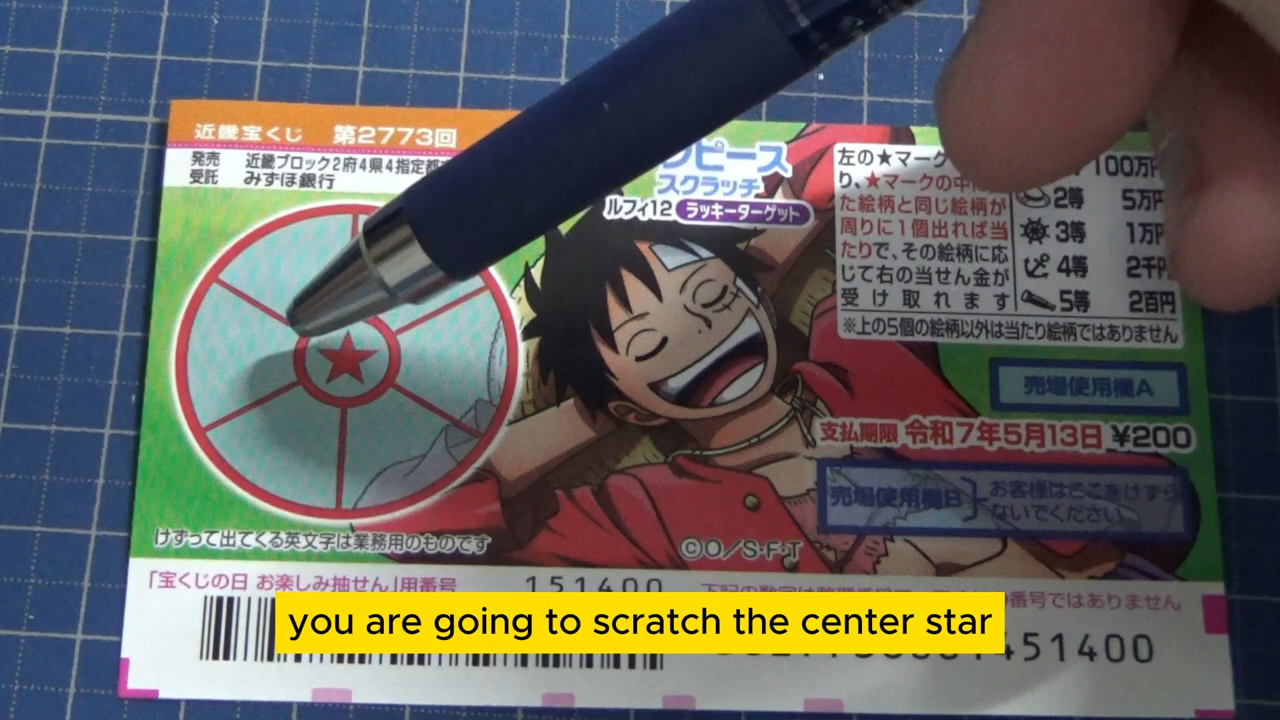 近畿宝くじ 第2773回
発売 近畿ブロック2府4県4指定都
受託 みずほ銀行
ピース
スクラッチ
ルフィ12 ラッキーターゲット
左の★マーク
り、★マークの中
た絵柄と同じ絵柄が
周りに1個出れば当
たりで、その絵柄に応
じて右の当せん金が
受け取れます
100万円
2等 5万円
3等 1万円
4等 2千円
5等 2百円
※上の5個の絵柄以外は当たり絵柄ではありません
売場使用欄A
支払期限 令和7年5月13日 ¥200
売場使用欄B
お客様はここをけずら
ないでください
©O/S・F・T
けずって出てくる英文字は業務用のものです
「宝くじの日 お楽しみ抽せん」用番号 151400
番号ではありません
451400
you are going to scratch the center star